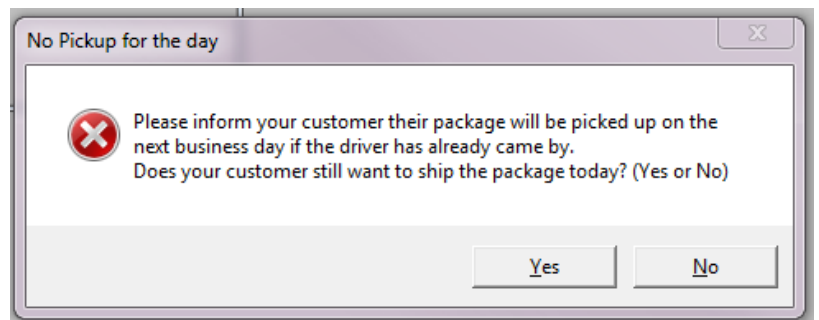 No Pickup for the day
Please inform your customer their package will be picked up on the
next business day if the driver has already came by.
Does your customer still want to ship the package today? (Yes or No)
Yes
No